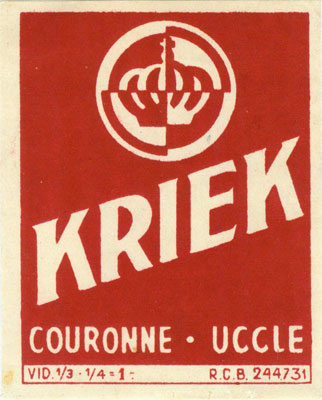 KRIEK
COURONNE · UCCLE
VID. 1/3 · 1/4 = 1 - R.C.B. 244731